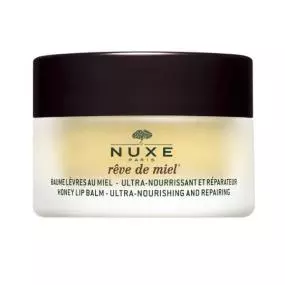 NUXE
PARIS
rêve de miel®
BAUME LÈVRES AU MIEL - ULTRA-NOURRISSANT ET RÉPARATEUR
HONEY LIP BALM - ULTRA-NOURISHING AND REPAIRING